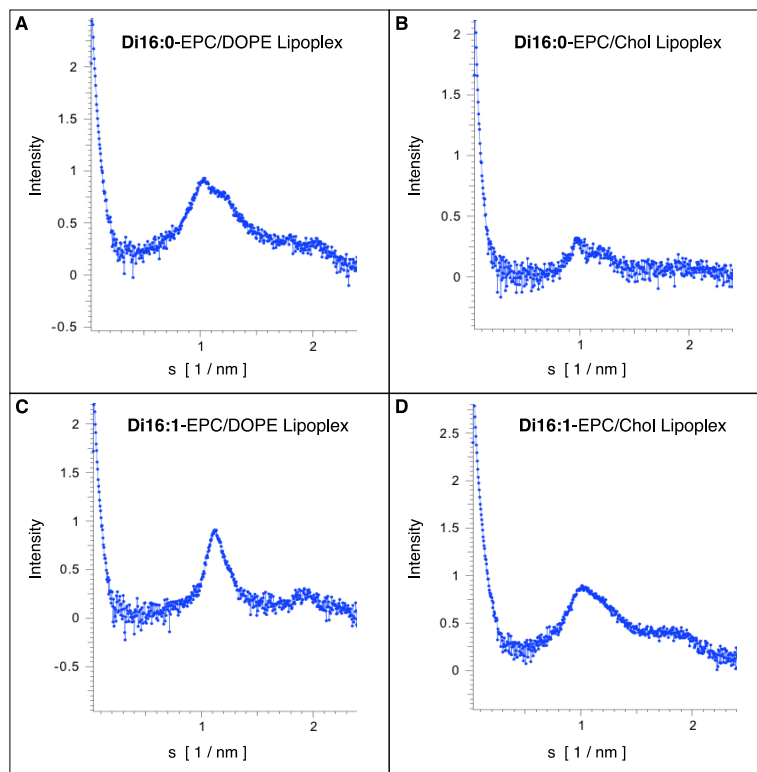 A
Di16:0-EPC/DOPE Lipoplex
2
1.5
1
0.5
0
-0.5
Intensity
1
2
s [ 1 / nm ]
B
Di16:0-EPC/Chol Lipoplex
2
1.5
1
0.5
0
Intensity
1
2
s [ 1 / nm ]
C
Di16:1-EPC/DOPE Lipoplex
2
1.5
1
0.5
0
-0.5
Intensity
1
2
s [ 1 / nm ]
D
Di16:1-EPC/Chol Lipoplex
2.5
2
1.5
1
0.5
0
Intensity
1
2
s [ 1 / nm ]